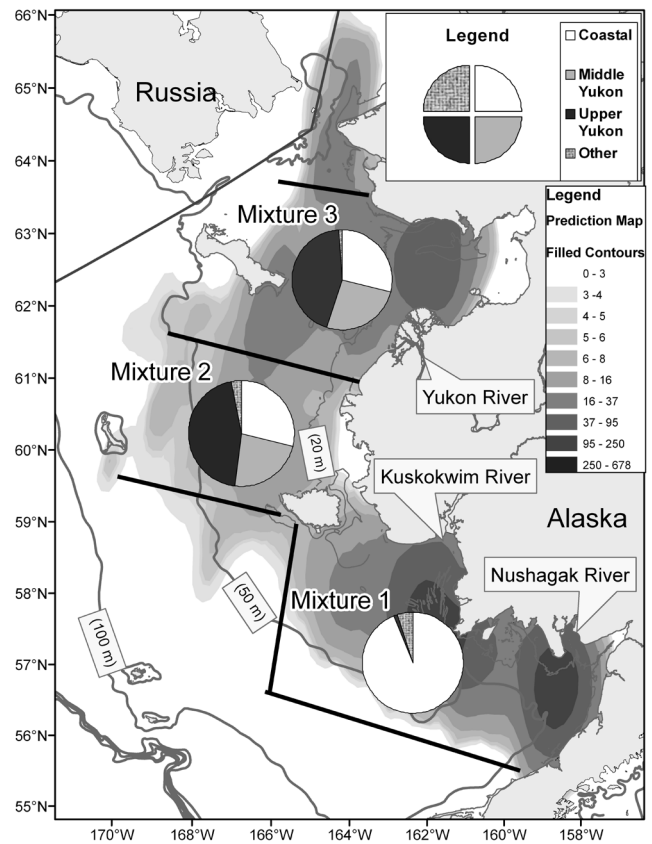 66°N
65°N
64°N
63°N
62°N
61°N
60°N
59°N
58°N
57°N
56°N
55°N
Russia
Legend
Coastal
Middle
Yukon
Upper
Yukon
Other
Legend
Prediction Map
Filled Contours
0 - 3
3-4
4 - 5
5 - 6
6 - 8
8 - 16
16 - 37
37 - 95
95 - 250
250 - 678
Mixture 3
Mixture 2
Yukon River
(20 m)
Kuskokwim River
Alaska
Nushagak River
Mixture 1
(50 m)
(100 m)
170°W
168°W
166°W
164°W
162°W
160°W
158°W